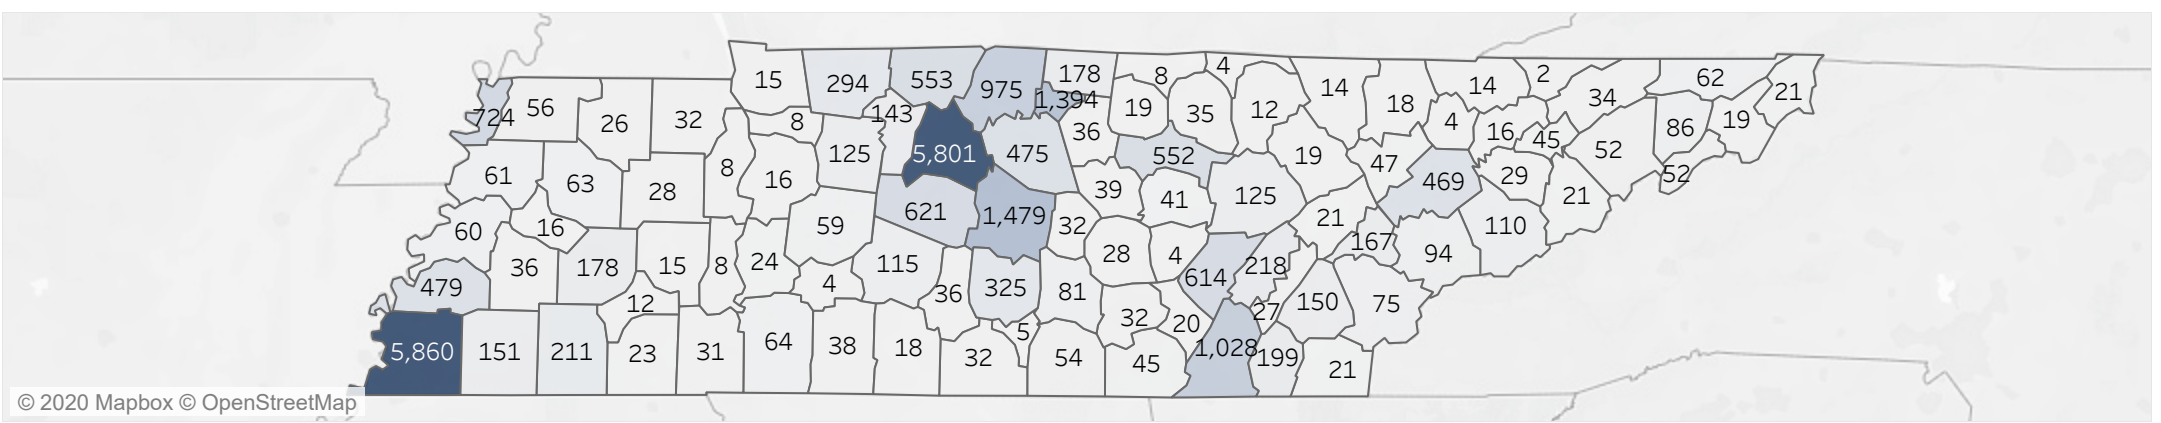 15 294 553 975 178 8 4 14 18 14 2 34 62 21
724 56 26 32 8 143 1,394 19 35 12 4 16 45 86 19
5,801 125 475 36 552 19 47 52
61 63 28 8 16 39 41 125 469 29 21 52
60 16 59 621 1,479 32 21 167 110
479 36 178 15 8 24 4 115 28 4 614 218 94
12 36 325 81 27 150 75
5,860 151 211 23 31 64 38 18 32 5 54 32 20 45 1,028 199 21
© 2020 Mapbox © OpenStreetMap